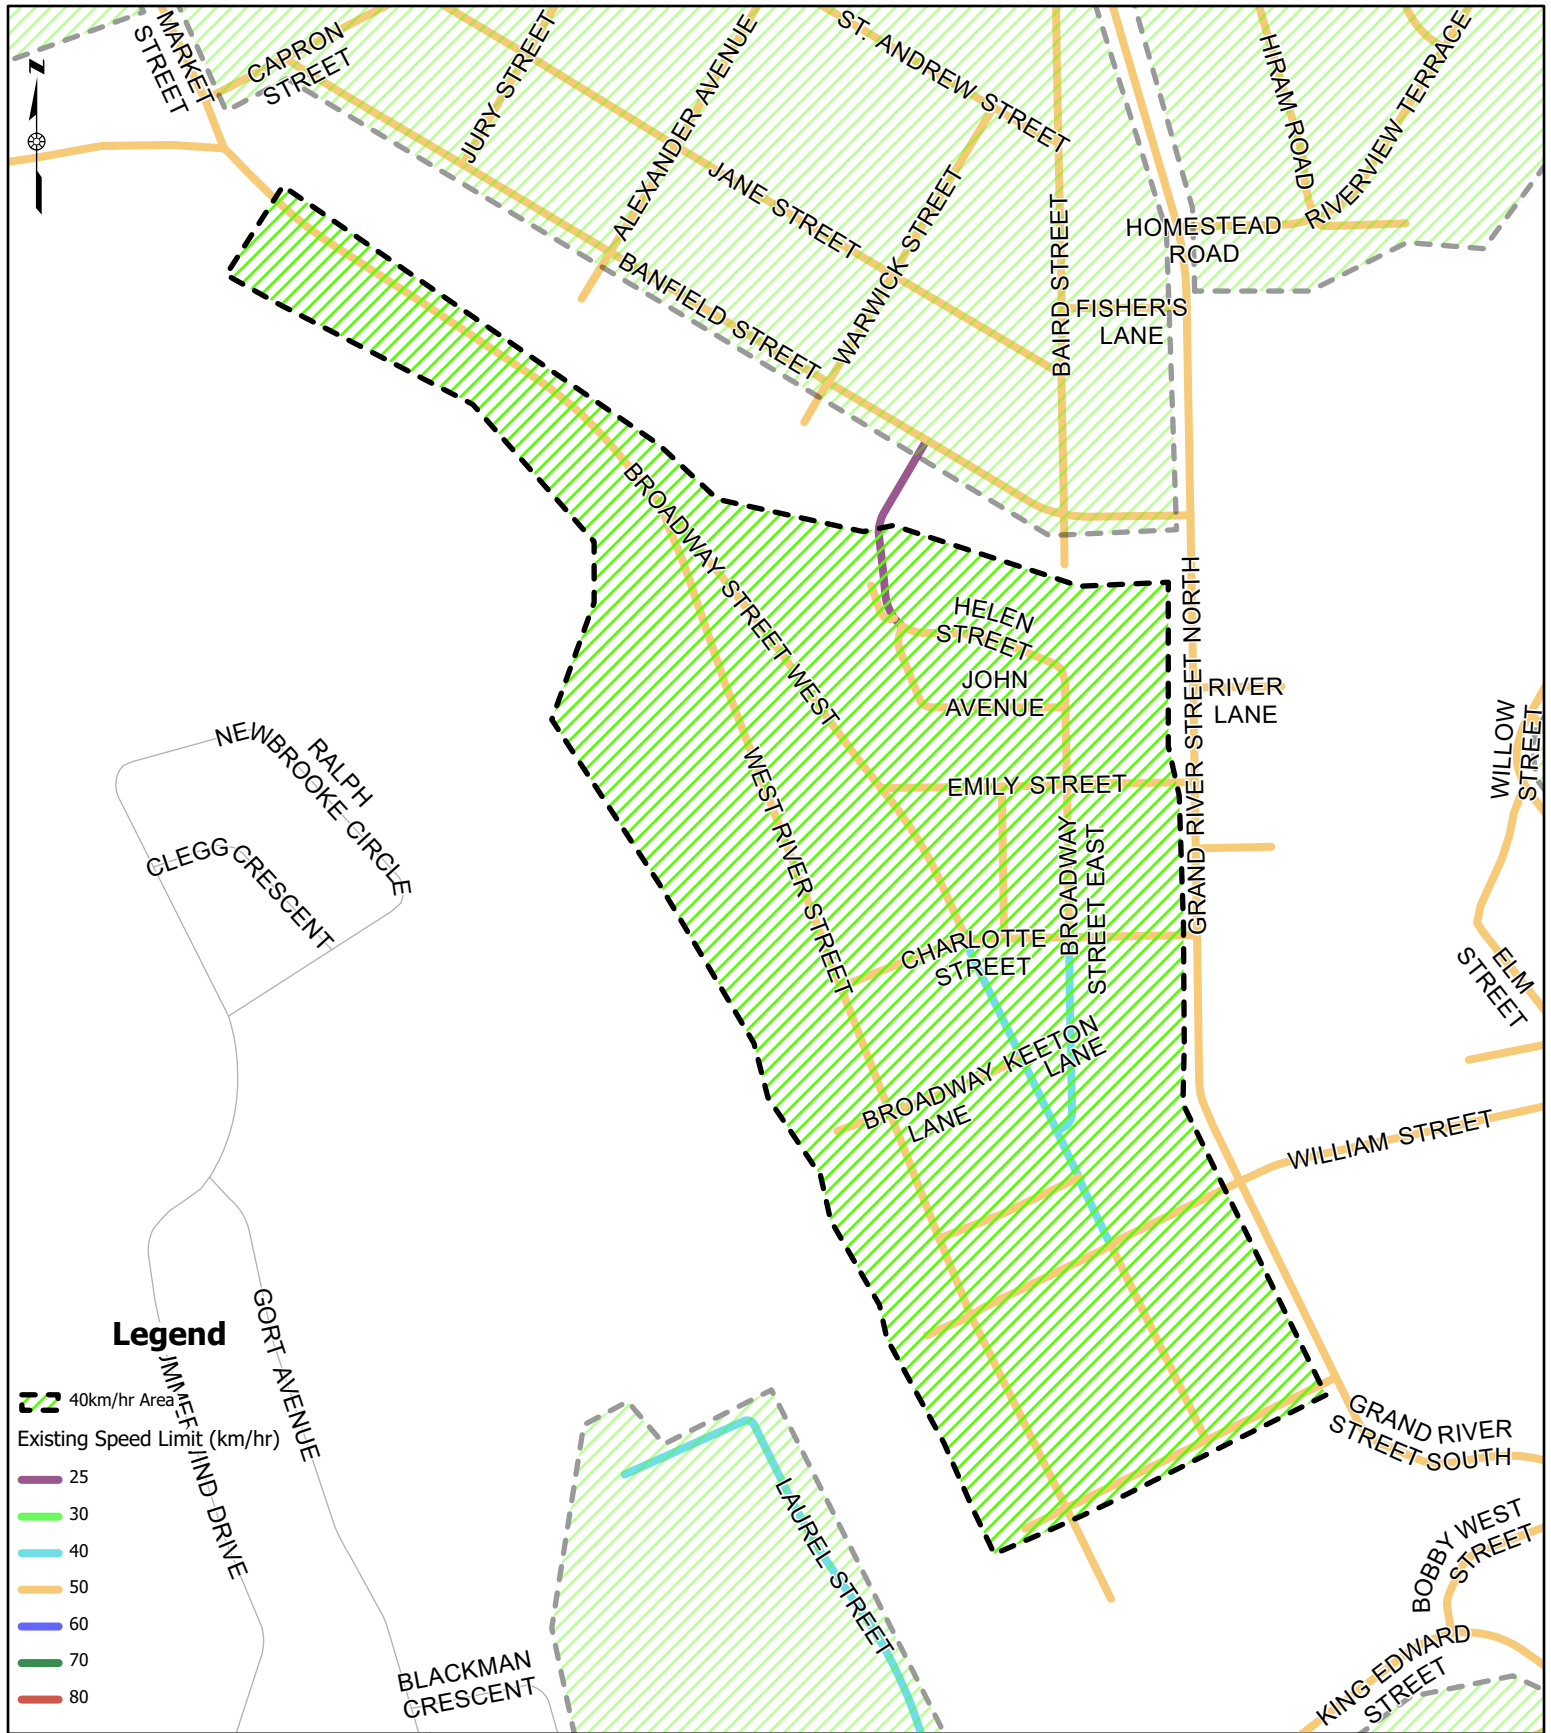 MARKET
STREET
CAPRON
STREET
JURY STREET
ALEXANDER AVENUE
ST. ANDREW STREET
HIRAM ROAD
RIVERVIEW TERRACE
Z
JANE STREET
WARWICK STREET
BAIRD STREET
HOMESTEAD
ROAD
BANFIELD STREET
FISHER'S
LANE
BROADWAY STREET WEST
HELEN
STREET
JOHN
AVENUE
GRAND RIVER STREET NORTH
RIVER
LANE
WILLOW
STREET
NEWBROOKE CIRCLE
RALPH
CLEGG CRESCENT
WEST RIVER STREET
EMILY STREET
BROADWAY
STREET EAST
CHARLOTTE
STREET
ELM
STREET
BROADWAY
LANE
KEETON
LANE
WILLIAM STREET
GORT AVENUE
GRAND RIVER
STREET SOUTH
LAUREL STREET
BOBBY WEST
STREET
KING EDWARD
STREET
BLACKMAN
CRESCENT
UMMERWIND DRIVE
Legend
40km/hr Area
Existing Speed Limit (km/hr)
25
30
40
50
60
70
80